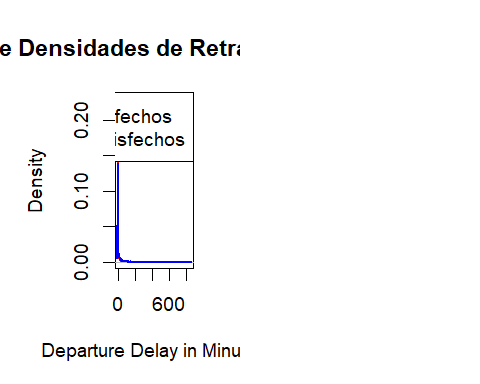 e Densidades de Retra
fechos
isfechos
Density
0.00 0.10 0.20
0 600
Departure Delay in Minu